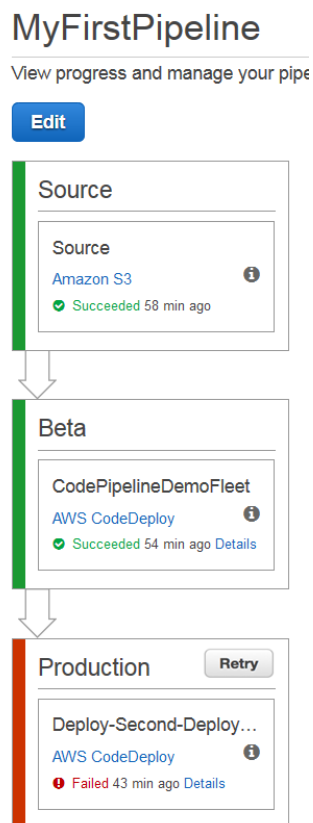 MyFirstPipeline
View progress and manage your pipe
Edit
Source
Source
Amazon S3
Succeeded 58 min ago
Beta
CodePipelineDemoFleet
AWS CodeDeploy
Succeeded 54 min ago Details
Production
Retry
Deploy-Second-Deploy...
AWS CodeDeploy
Failed 43 min ago Details